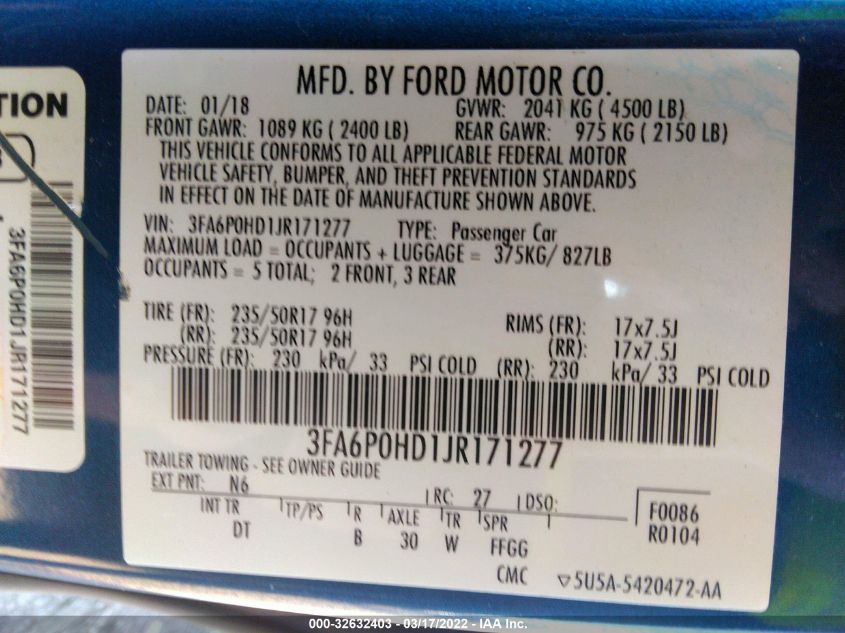 MFD. BY FORD MOTOR CO.
DATE: 01/18 GVWR: 2041 KG ( 4500 LB)
FRONT GAWR: 1089 KG ( 2400 LB) REAR GAWR: 975 KG ( 2150 LB)
THIS VEHICLE CONFORMS TO ALL APPLICABLE FEDERAL MOTOR
VEHICLE SAFETY, BUMPER, AND THEFT PREVENTION STANDARDS
IN EFFECT ON THE DATE OF MANUFACTURE SHOWN ABOVE.
VIN: 3FA6P0HD1JR171277 TYPE: Passenger Car
MAXIMUM LOAD = OCCUPANTS + LUGGAGE = 375KG/ 827LB
OCCUPANTS = 5 TOTAL; 2 FRONT, 3 REAR
TIRE (FR): 235/50R17 96H RIMS (FR): 17x7.5J
(RR): 235/50R17 96H (RR): 17x7.5J
PRESSURE (FR): 230 kPa/ 33 PSI COLD (RR): 230 kPa/ 33 PSI COLD
3FA6P0HD1JR171277
TRAILER TOWING - SEE OWNER GUIDE
EXT PNT: N6 RC: 27 DSO: F0086
INT TR TP/PS R AXLE TR SPR R0104
DT B 30 W FFGG
CMC ▽5U5A-5420472-AA
TION
3FA6P0HD1JR171277
000-32632403 - 03/17/2022 - IAA Inc.